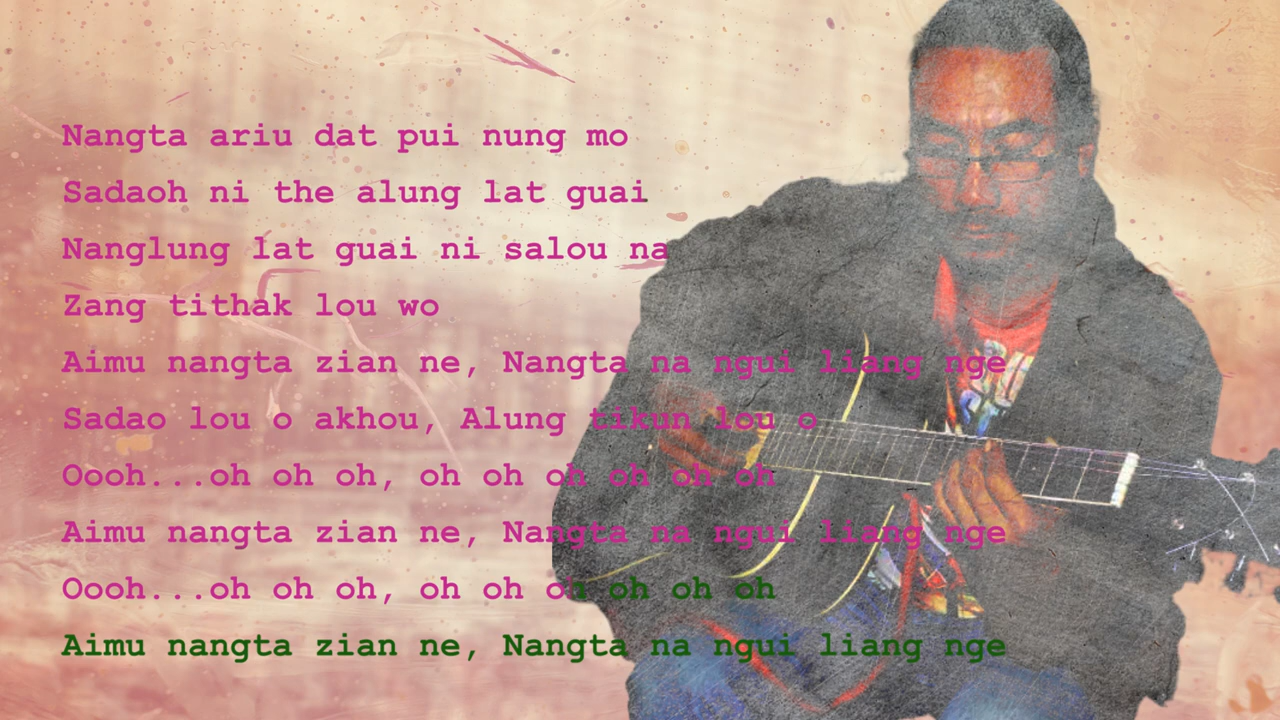 Nangta ariu dat pui nung mo
Sadaoh ni the alung lat guai
Nanglung lat guai ni salou na
Zang tithak lou wo
Aimu nangta zian ne, Nangta na ngui liang nge
Sadao lou o akhou, Alung tikun lou o
Oooh...oh oh oh, oh oh oh oh oh oh
Aimu nangta zian ne, Nangta na ngui liang nge
Oooh...oh oh oh, oh oh oh oh oh oh
Aimu nangta zian ne, Nangta na ngui liang nge